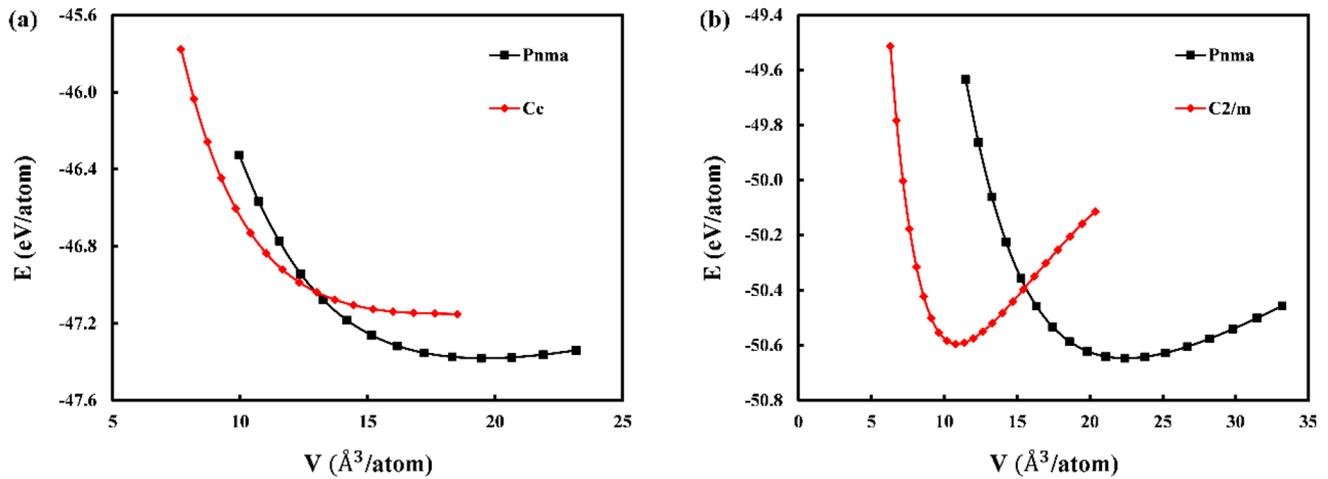 (a)
-45.6
-46.0
-46.4
-46.8
-47.2
-47.6
E (eV/atom)
Pnma
Cc
5
10
15
20
25
V (Å³/atom)
(b)
-49.4
-49.6
-49.8
-50.0
-50.2
-50.4
-50.6
-50.8
E (eV/atom)
Pnma
C2/m
0
5
10
15
20
25
30
35
V (Å³/atom)